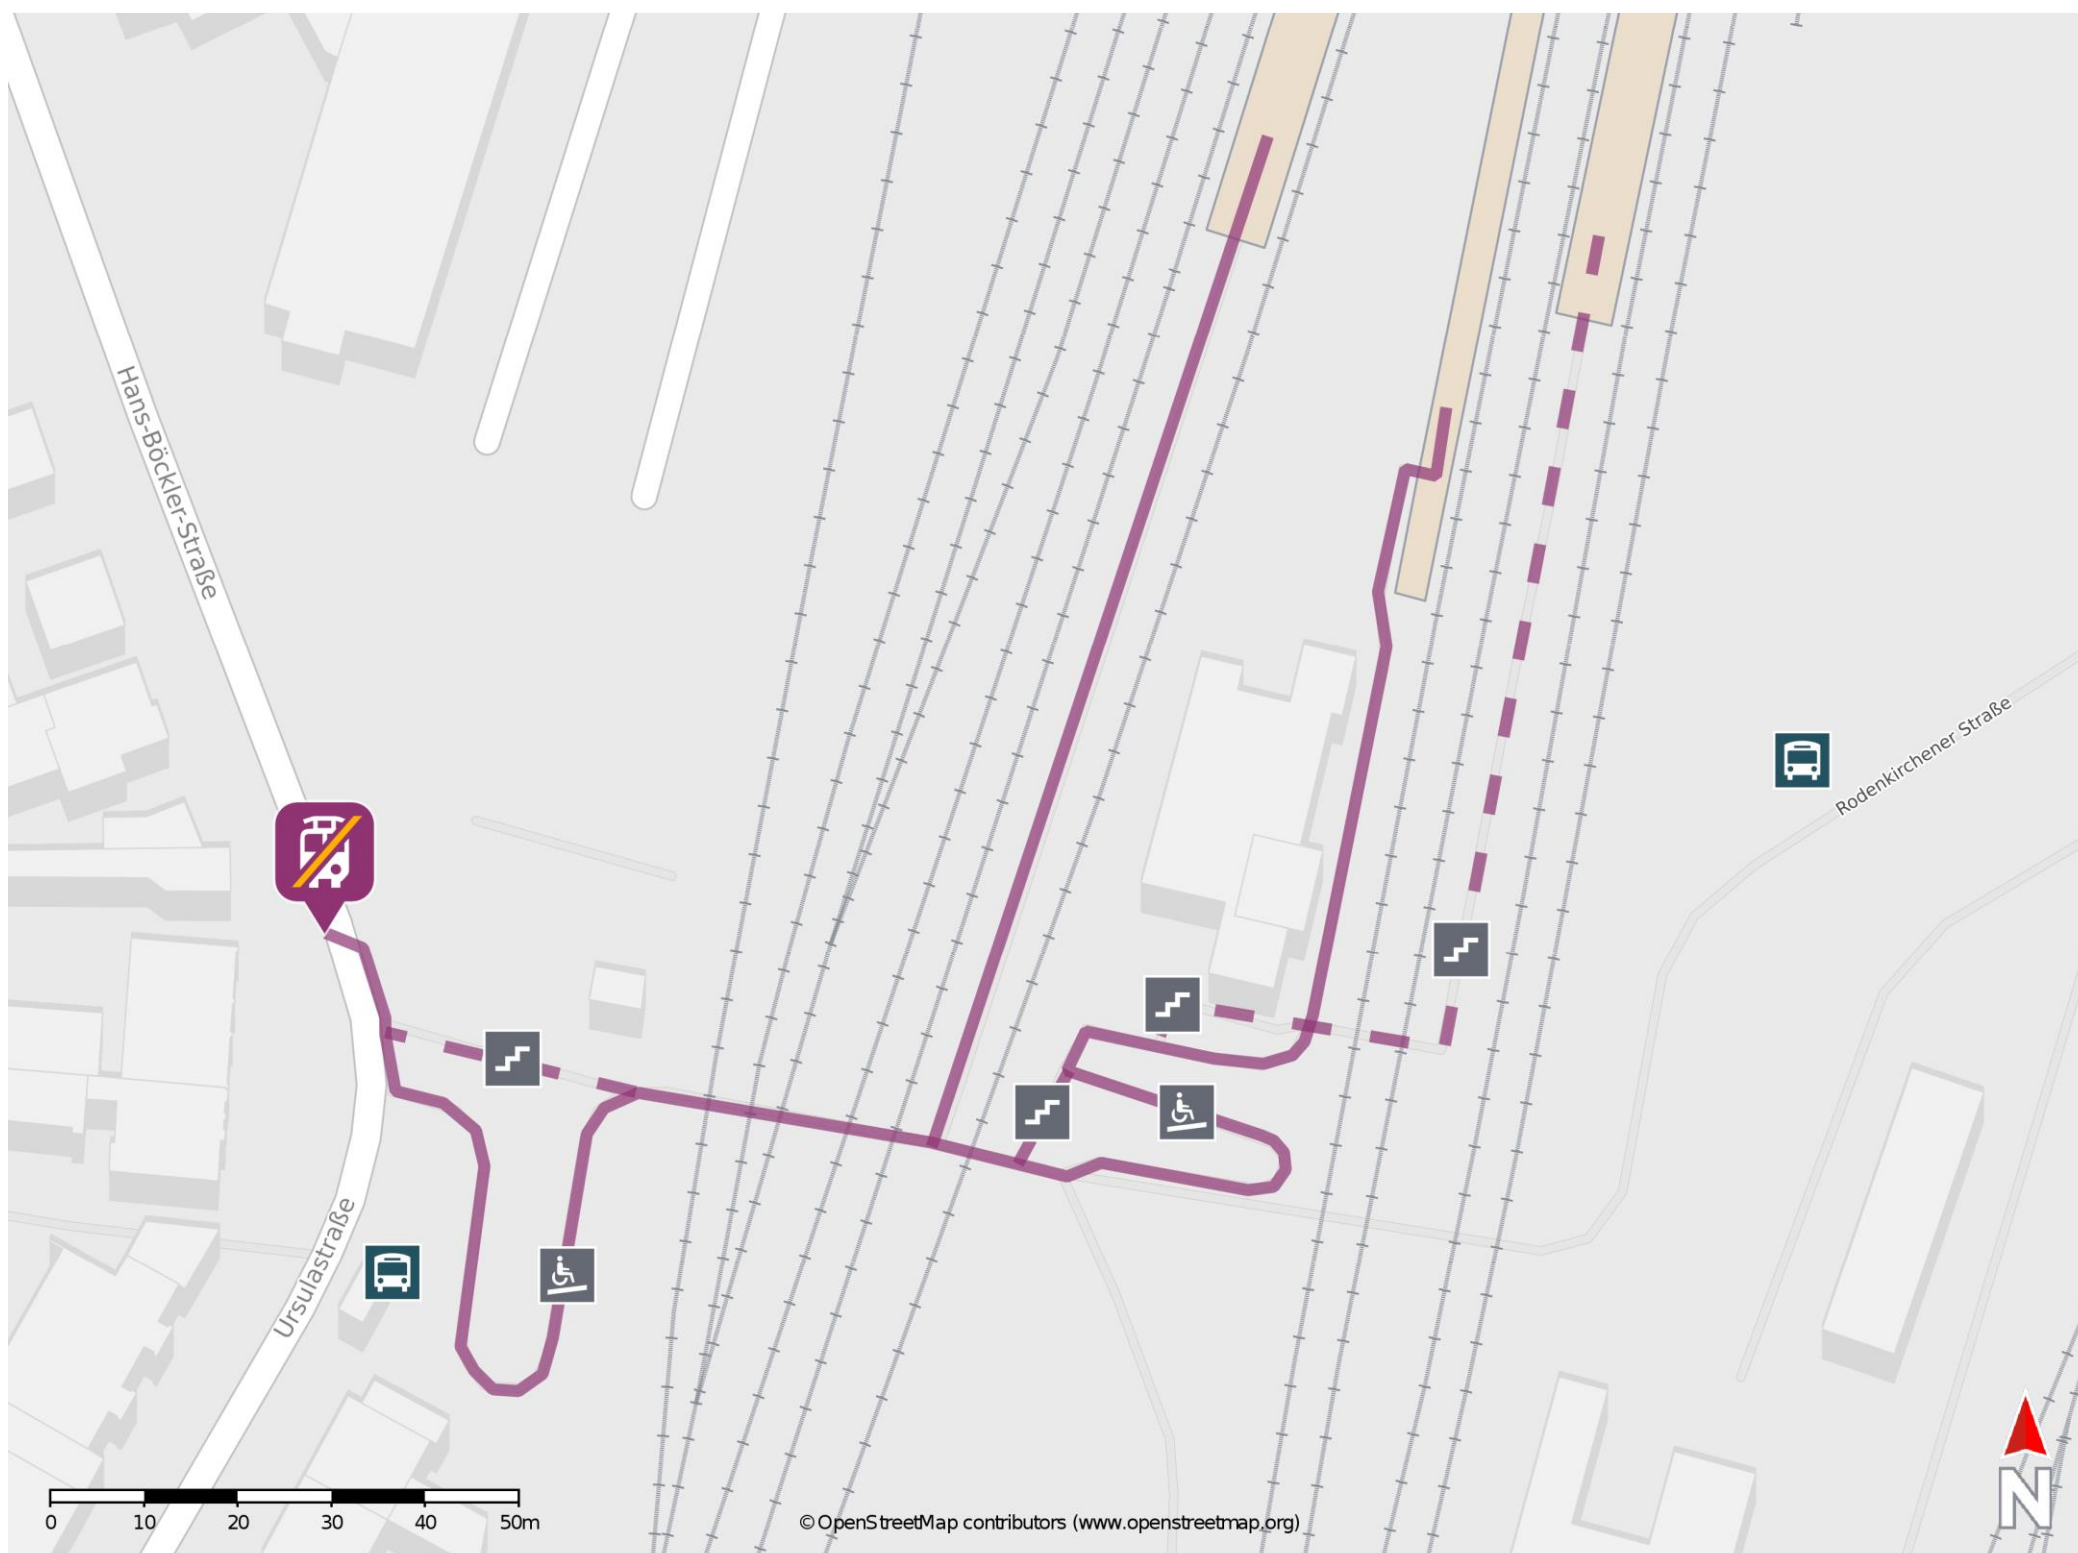 Hans-Böckler-Straße
Rodenkirchener Straße
Ursulastraße
0 10 20 30 40 50m
© OpenStreetMap contributors (www.openstreetmap.org)
N